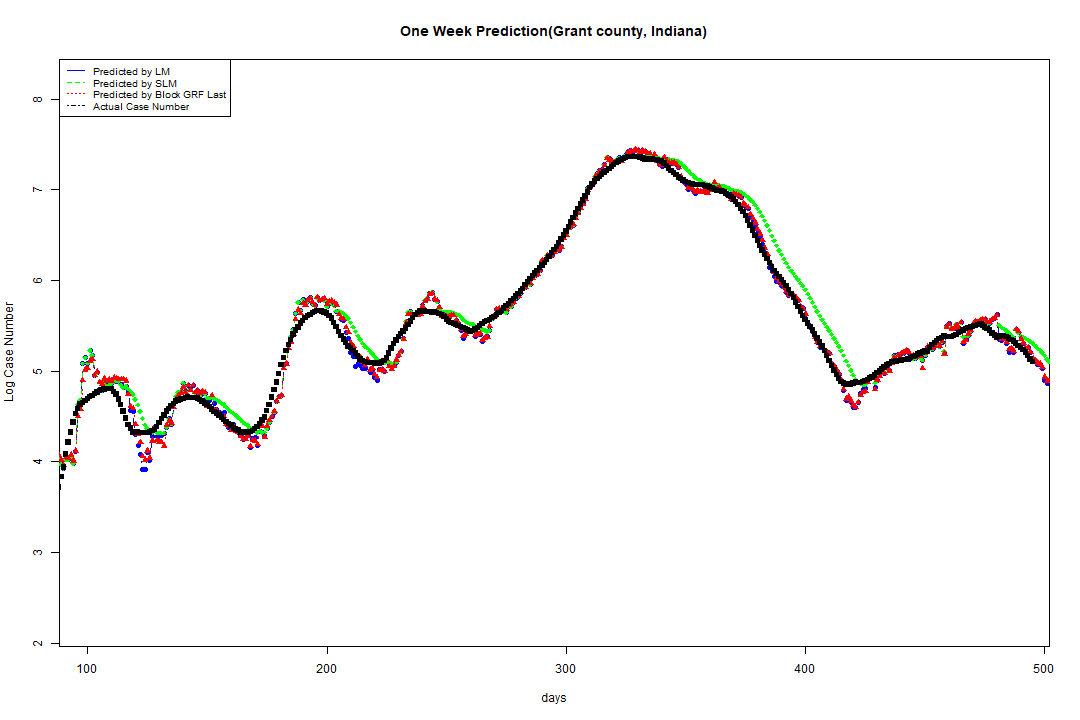 One Week Prediction(Grant county, Indiana)
Predicted by LM
Predicted by SLM
Predicted by Block GRF Last
Actual Case Number
8
7
6
5
4
3
2
Log Case Number
100 200 300 400 500
days